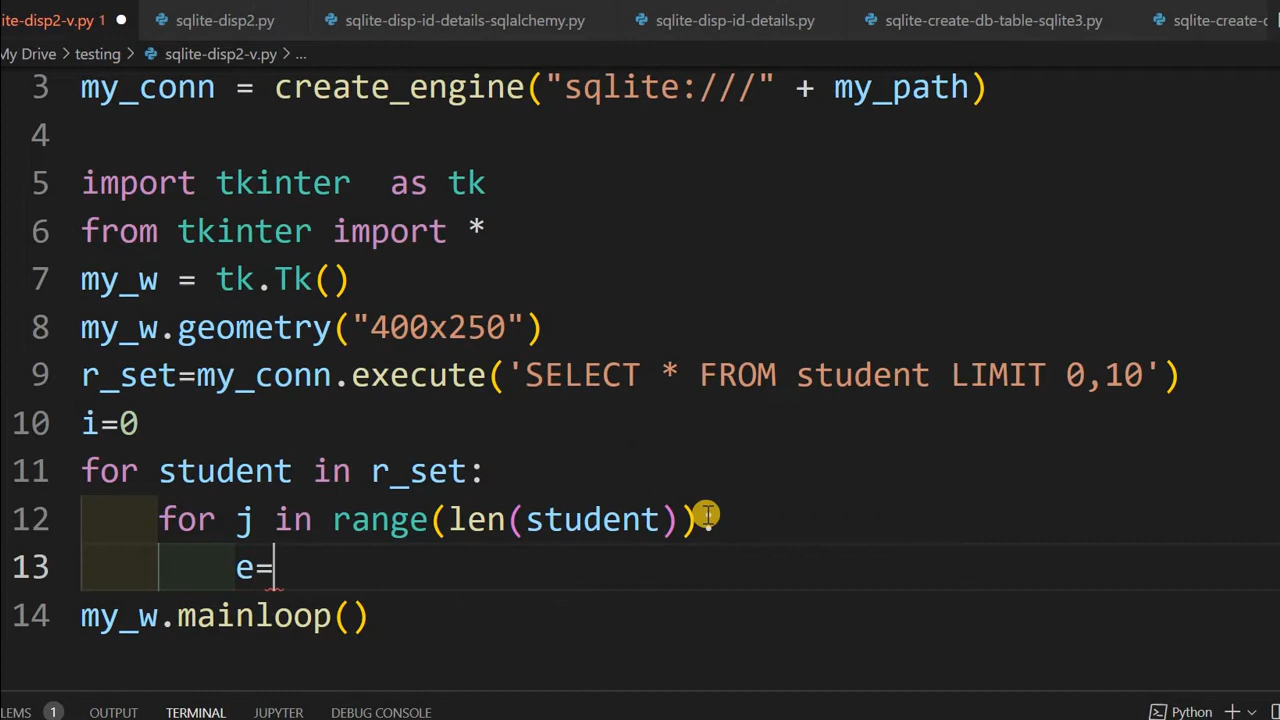 lite-disp2-v.py 1 ● sqlite-disp2.py sqlite-disp-id-details-sqlalchemy.py sqlite-disp-id-details.py sqlite-create-db-table-sqlite3.py sqlite-create-c
My Drive > testing > sqlite-disp2-v.py > ...
3 my_conn = create_engine("sqlite:///" + my_path)
4
5 import tkinter  as tk
6 from tkinter import *
7 my_w = tk.Tk()
8 my_w.geometry("400x250")
9 r_set=my_conn.execute('SELECT * FROM student LIMIT 0,10')
10 i=0
11 for student in r_set:
12     for j in range(len(student)):
13         e=
14 my_w.mainloop()
LEMS 1 OUTPUT TERMINAL JUPYTER DEBUG CONSOLE Python